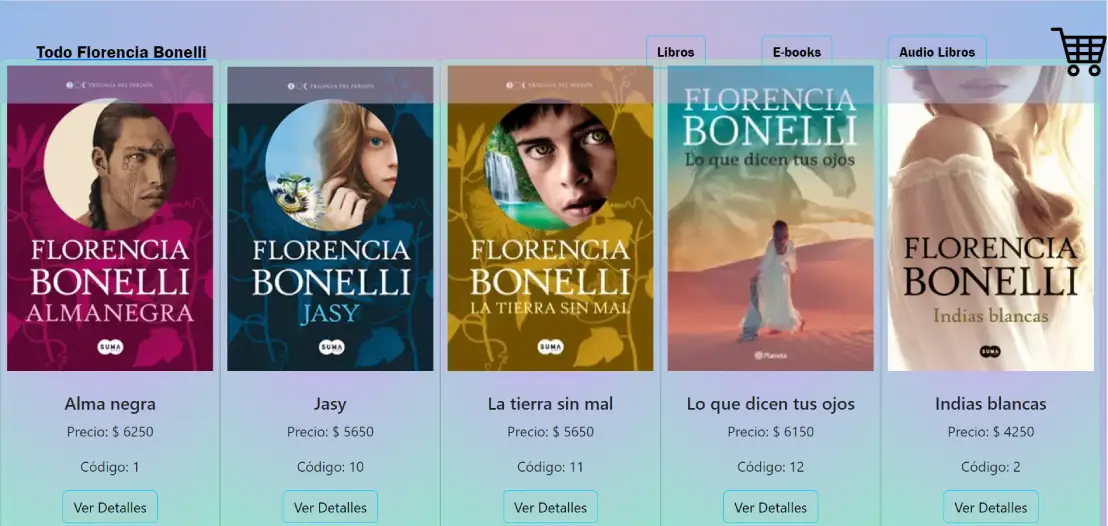 Todo Florencia Bonelli
Libros
E-books
Audio Libros
TRILOGÍA DEL PERDÓN
FLORENCIA
BONELLI
ALMANEGRA
SUMA
TRILOGÍA DEL PERDÓN
FLORENCIA
BONELLI
JASY
SUMA
TRILOGÍA DEL PERDÓN
FLORENCIA
BONELLI
LA TIERRA SIN MAL
SUMA
FLORENCIA
BONELLI
Lo que dicen tus ojos
Planeta
FLORENCIA
BONELLI
Indias blancas
SUMA
Alma negra
Precio: $ 6250
Código: 1
Ver Detalles
Jasy
Precio: $ 5650
Código: 10
Ver Detalles
La tierra sin mal
Precio: $ 5650
Código: 11
Ver Detalles
Lo que dicen tus ojos
Precio: $ 6150
Código: 12
Ver Detalles
Indias blancas
Precio: $ 4250
Código: 2
Ver Detalles